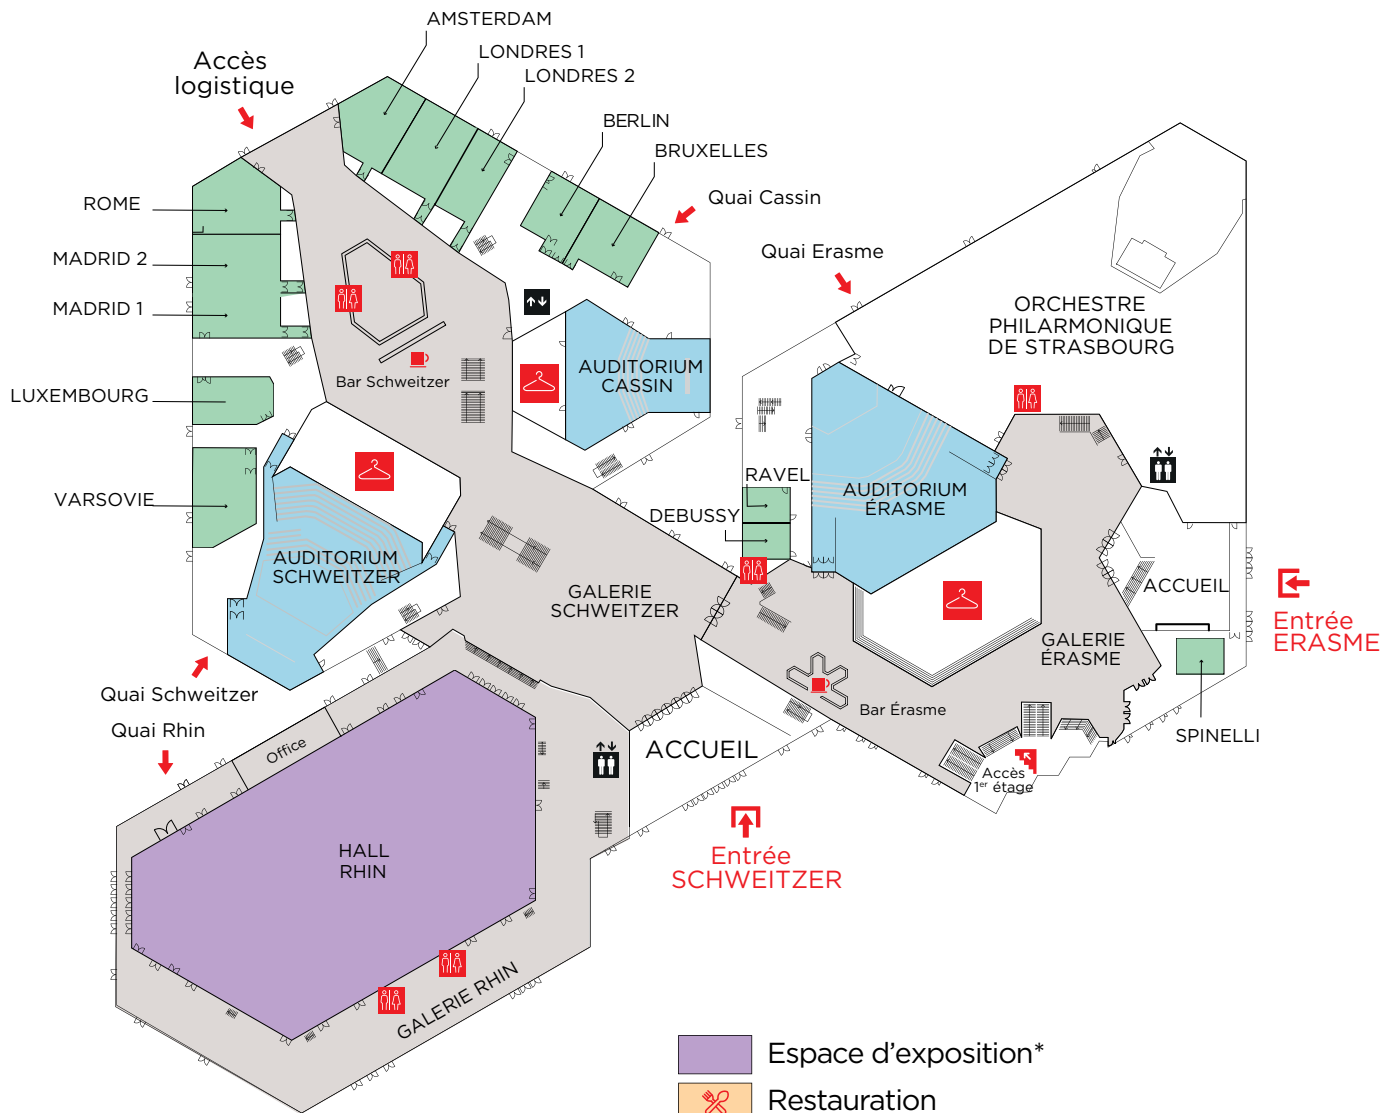 AMSTERDAM
LONDRES 1
LONDRES 2
Accès
logistique
BERLIN
BRUXELLES
Quai Cassin
ROME
MADRID 2
MADRID 1
Quai Erasme
ORCHESTRE
PHILARMONIQUE
DE STRASBOURG
Bar Schweitzer
AUDITORIUM
CASSIN
LUXEMBOURG
VARSOVIE
RAVEL
DEBUSSY
AUDITORIUM
ÉRASME
AUDITORIUM
SCHWEITZER
GALERIE
SCHWEITZER
ACCUEIL
Entrée
ERASME
GALERIE
ÉRASME
Quai Schweitzer
Quai Rhin
Office
Bar Érasme
SPINELLI
ACCUEIL
Accès
1er étage
HALL
RHIN
Entrée
SCHWEITZER
GALERIE RHIN
Espace d'exposition*
Restauration